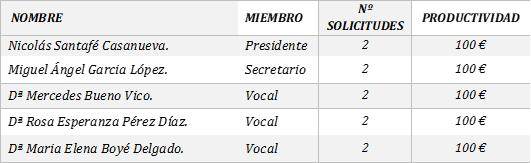 NOMBRE MIEMBRO Nº SOLICITUDES PRODUCTIVIDAD
Nicolás Santafé Casanueva. Presidente 2 100 €
Miguel Ángel Garcia López. Secretario 2 100 €
Dª Mercedes Bueno Vico. Vocal 2 100 €
Dª Rosa Esperanza Pérez Díaz. Vocal 2 100 €
Dª Maria Elena Boyé Delgado. Vocal 2 100 €